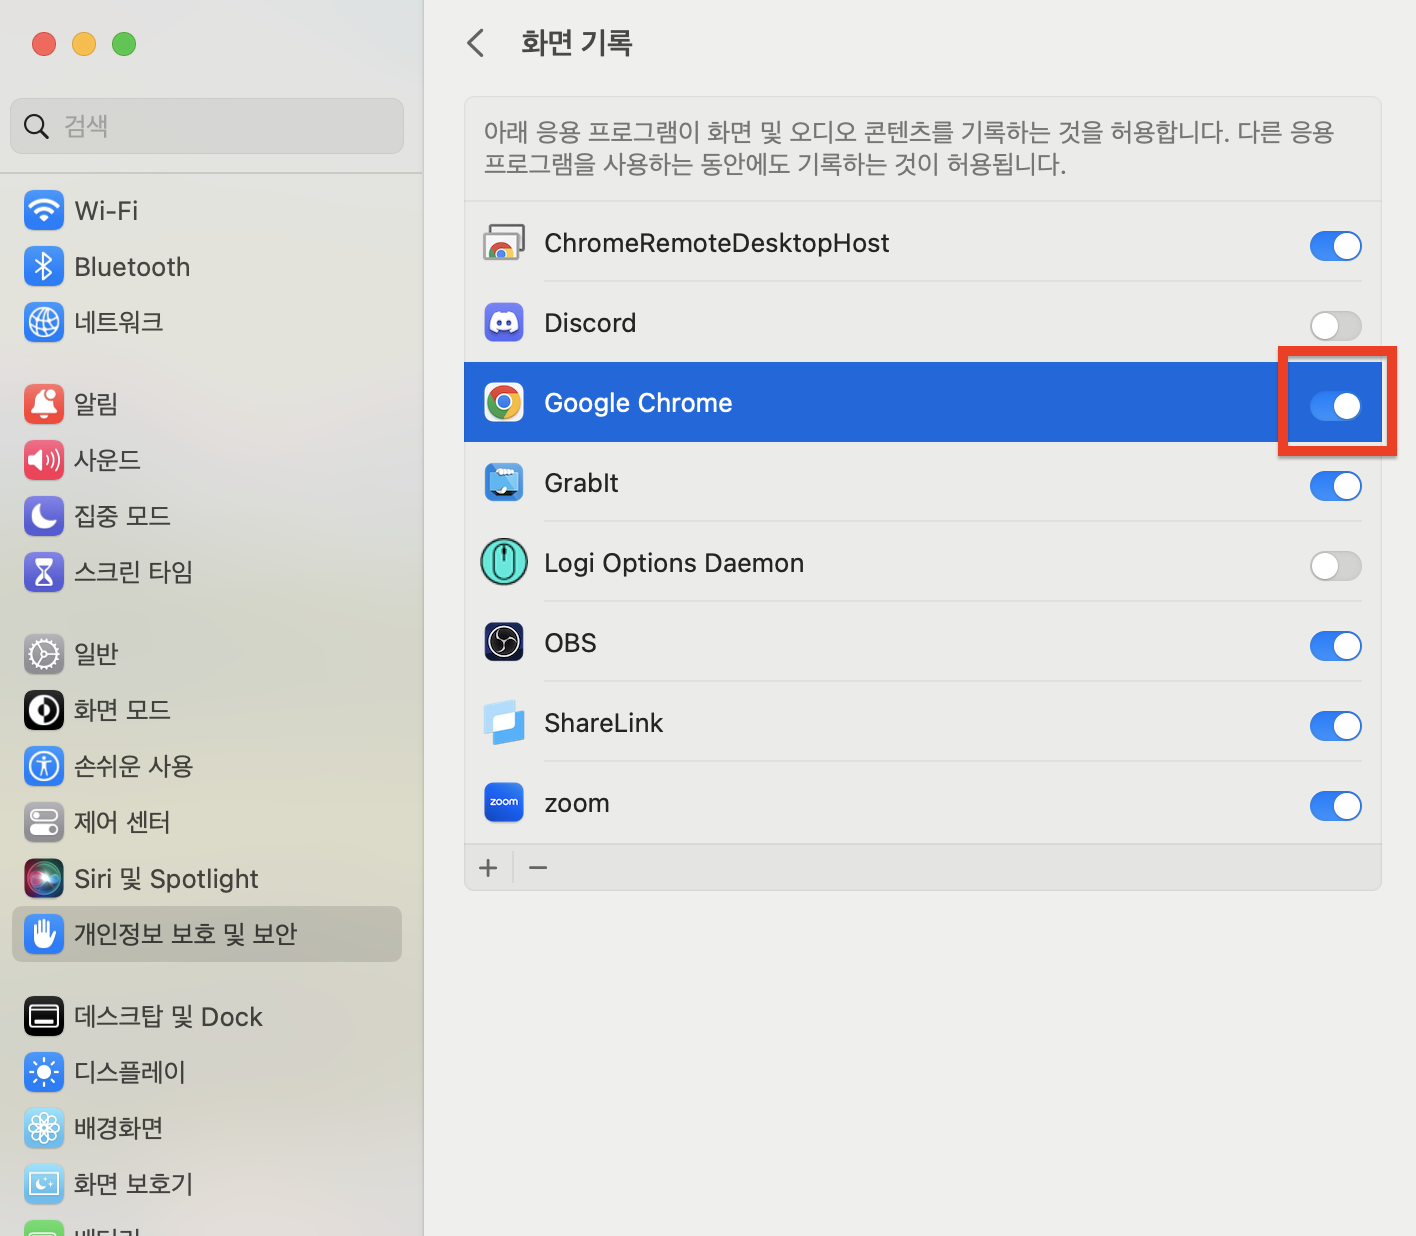 검색
Wi-Fi
Bluetooth
네트워크
알림
사운드
집중 모드
스크린 타임
일반
화면 모드
손쉬운 사용
제어 센터
Siri 및 Spotlight
개인정보 보호 및 보안
데스크탑 및 Dock
디스플레이
배경화면
화면 보호기
화면 기록
아래 응용 프로그램이 화면 및 오디오 콘텐츠를 기록하는 것을 허용합니다. 다른 응용
프로그램을 사용하는 동안에도 기록하는 것이 허용됩니다.
ChromeRemoteDesktopHost
Discord
Google Chrome
GrabIt
Logi Options Daemon
OBS
ShareLink
zoom
zoom